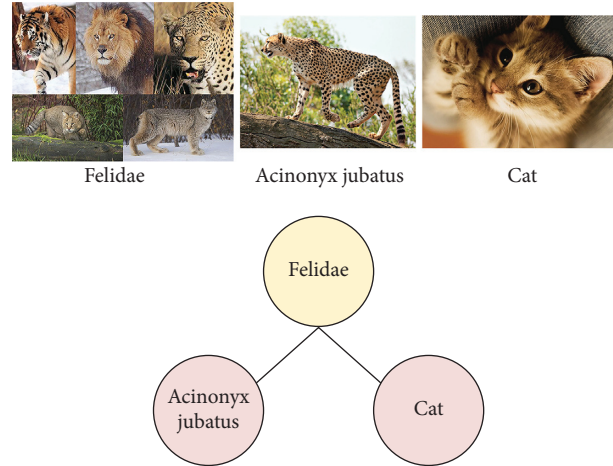 Felidae
Acinonyx jubatus
Cat
Felidae
Acinonyx
jubatus
Cat